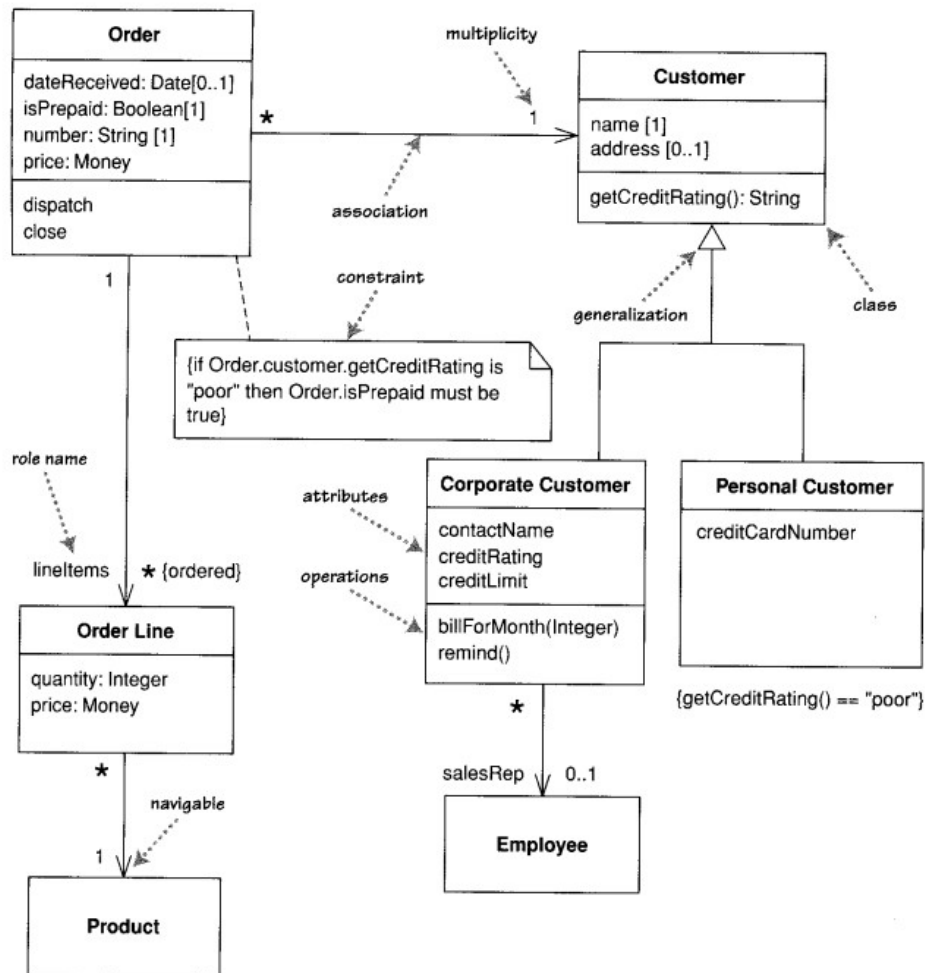 Order
dateReceived: Date[0..1]
isPrepaid: Boolean[1]
number: String [1]
price: Money
dispatch
close
multiplicity
*
1
association
Customer
name [1]
address [0..1]
getCreditRating(): String
generalization
class
1
constraint
{if Order.customer.getCreditRating is
"poor" then Order.isPrepaid must be
true}
role name
lineItems
* {ordered}
Order Line
quantity: Integer
price: Money
*
navigable
1
Product
attributes
operations
Corporate Customer
contactName
creditRating
creditLimit
billForMonth(Integer)
remind()
*
salesRep
0..1
Employee
Personal Customer
creditCardNumber
{getCreditRating() == "poor"}